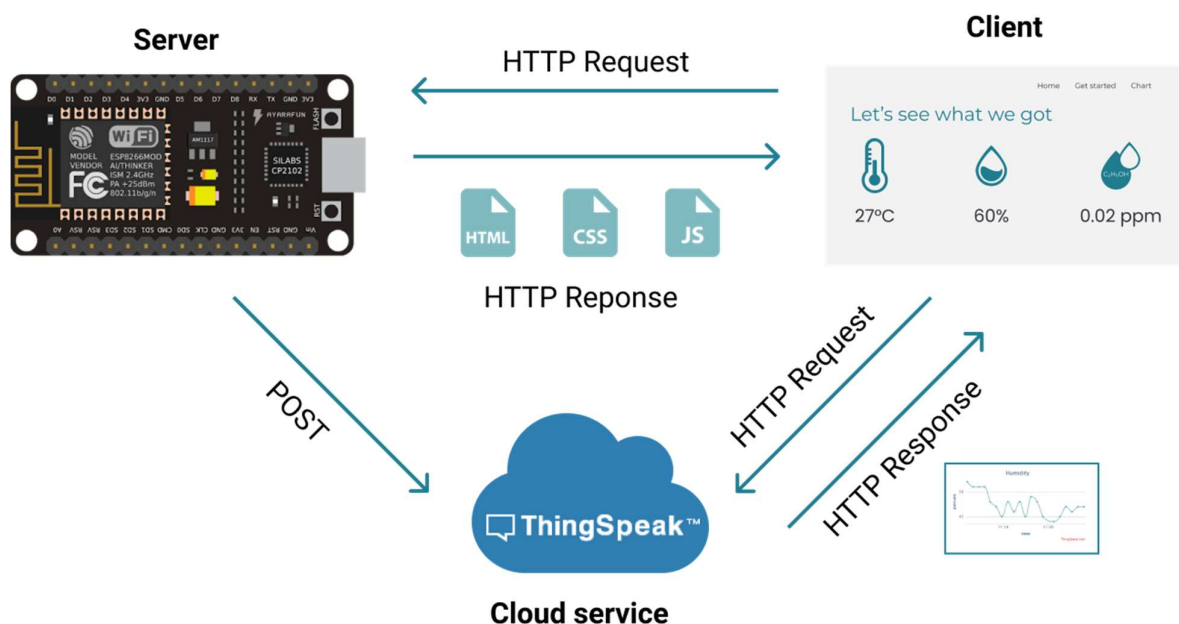 Server
Client
HTTP Request
Home Get started Chart
Let's see what we got
D0 D1 D2 D3 D4 3V3 GND D5 D6 D7 D8 RX TX GND 3V3
AYARAFUN
FLASH
WiFi
AM1117
MODEL
VENDOR
ESP8266MOD
AI/THINKER
ISM 2.4GHz
PA +25dBm
802.11b/g/n
FC
SILABS
CP2102
RST
A0 RSV RSV SD3 SD2 SD1 CMD SD0 CLK GND 3V3 EN RST GND Vin
C₂H₅OH
27ºC
60%
0.02 ppm
HTML
CSS
JS
HTTP Reponse
POST
HTTP Request
HTTP Response
ThingSpeak™
Humidity
Cloud service